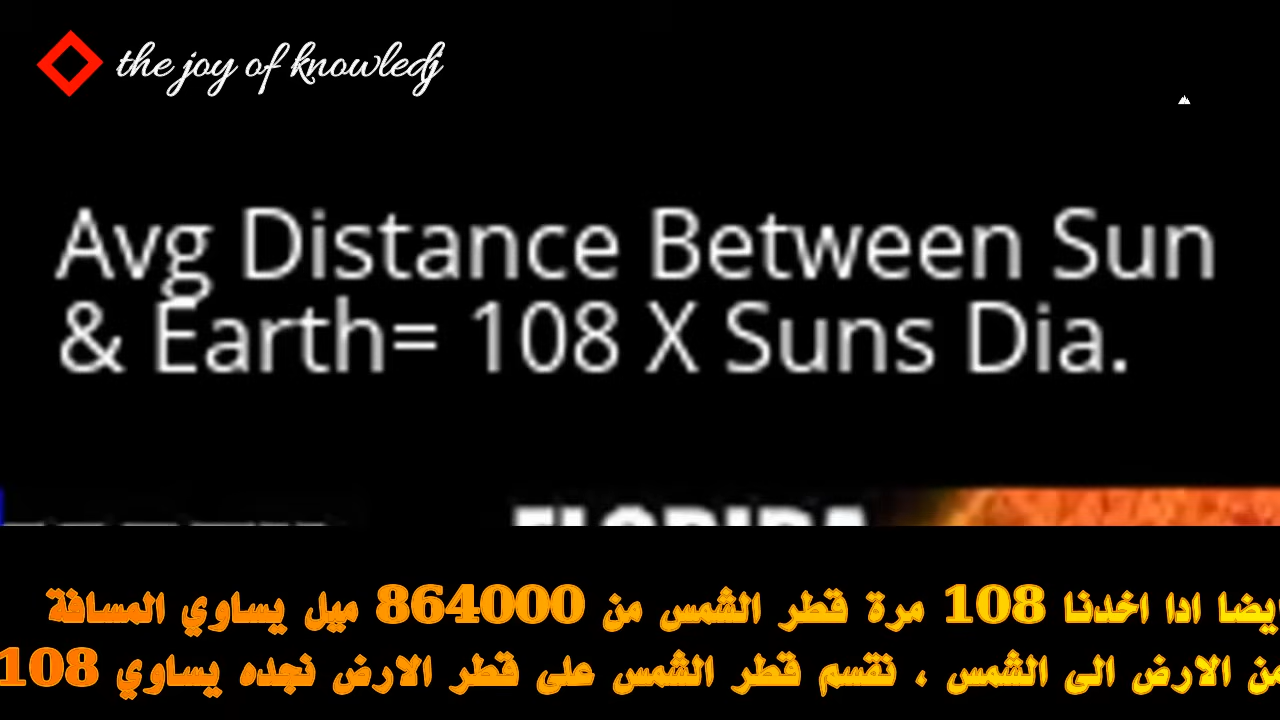 the joy of knowledj
Avg Distance Between Sun
& Earth= 108 X Suns Dia.
ايضا ادا اخدنا 108 مرة قطر الشمس من 864000 ميل يساوي المسافة
من الارض الى الشمس ، نقسم قطر الشمس على قطر الارض نجده يساوي 108